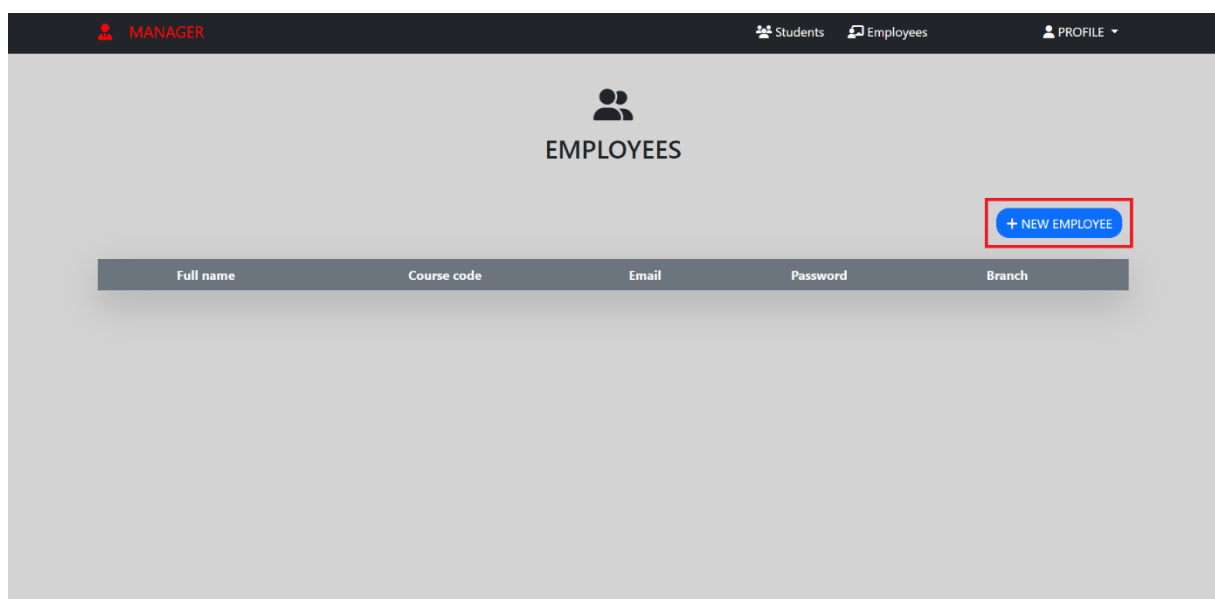 MANAGER
Students
Employees
PROFILE
EMPLOYEES
+ NEW EMPLOYEE
Full name Course code Email Password Branch